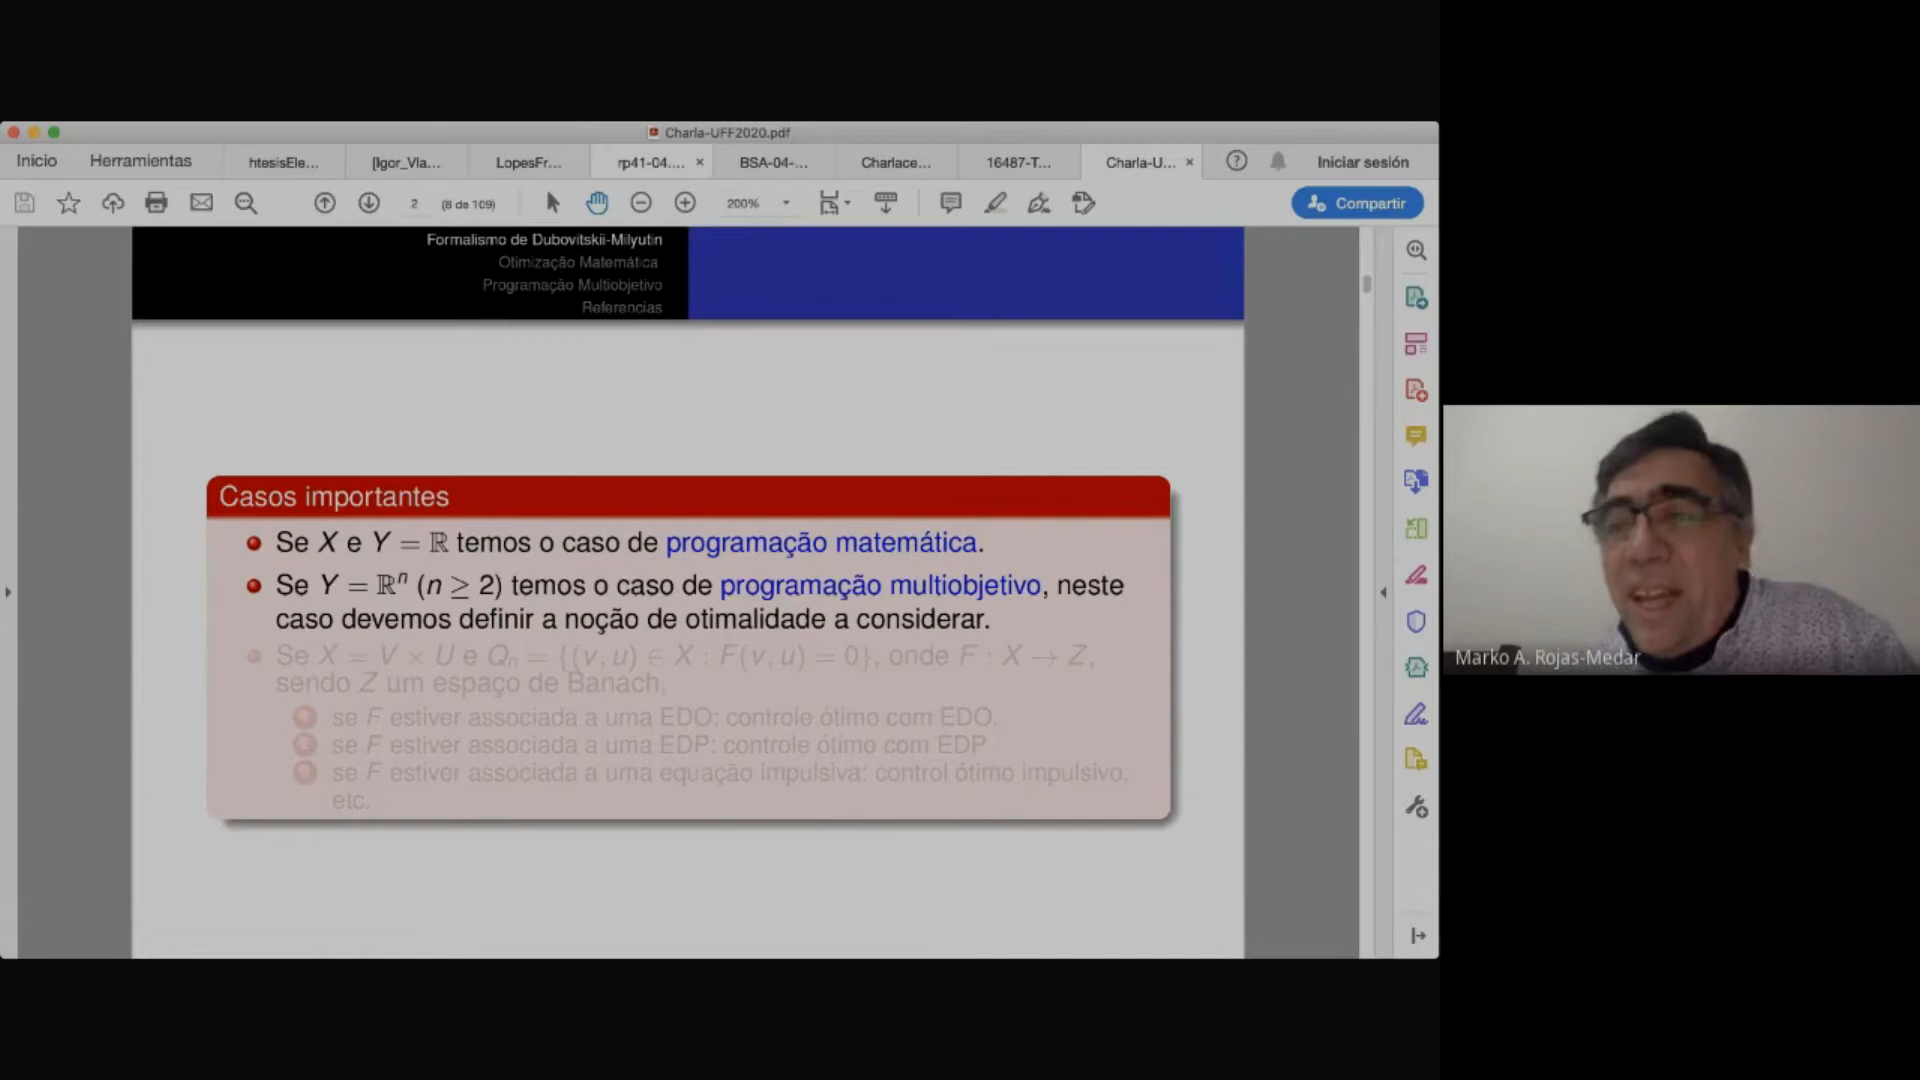 Charla-UFF2020.pdf
Inicio Herramientas htesisEle... [Igor_Vla... LopesFr... rp41-04.... × BSA-04-... Charlace... 16487-T... Charla-U... × Iniciar sesión
2 (8 de 109) 200% Compartir
Formalismo de Dubovitskii-Milyutin
Otimização Matemática
Programação Multiobjetivo
Referencias
Casos importantes
Se X e Y = ℝ temos o caso de programação matemática.
Se Y = ℝⁿ (n ≥ 2) temos o caso de programação multiobjetivo, neste
caso devemos definir a noção de otimalidade a considerar.
Se X = V × U e Qₙ = {(v, u) ∈ X : F(v, u) = 0}, onde F : X → Z,
sendo Z um espaço de Banach,
se F estiver associada a uma EDO: controle ótimo com EDO.
se F estiver associada a uma EDP: controle ótimo com EDP
se F estiver associada a uma equação impulsiva: control ótimo impulsivo,
etc.
Marko A. Rojas-Medar